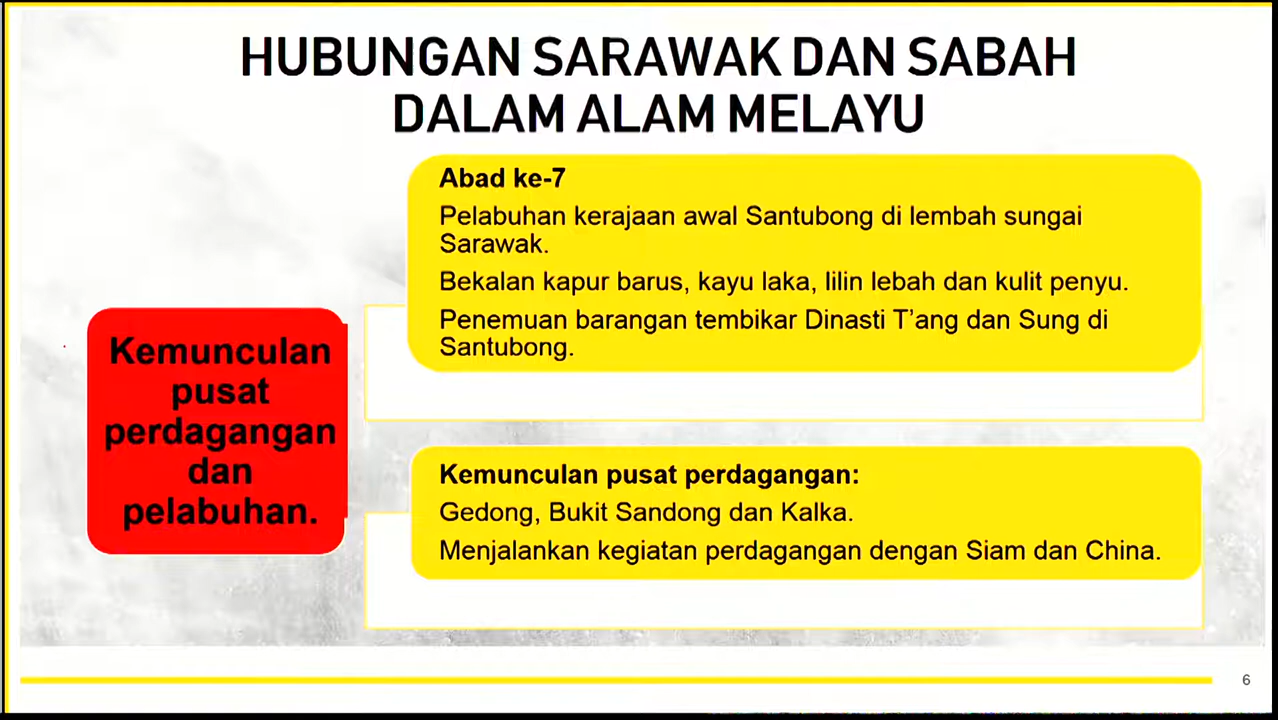 HUBUNGAN SARAWAK DAN SABAH
DALAM ALAM MELAYU
Kemunculan
pusat
perdagangan
dan
pelabuhan.
Abad ke-7
Pelabuhan kerajaan awal Santubong di lembah sungai
Sarawak.
Bekalan kapur barus, kayu laka, lilin lebah dan kulit penyu.
Penemuan barangan tembikar Dinasti T’ang dan Sung di
Santubong.
Kemunculan pusat perdagangan:
Gedong, Bukit Sandong dan Kalka.
Menjalankan kegiatan perdagangan dengan Siam dan China.
6